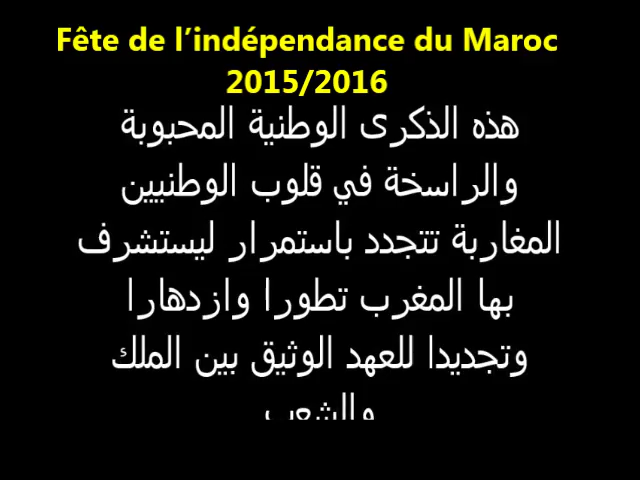 Fête de l’indépendance du Maroc
2015/2016
هذه الذكرى الوطنية المحبوبة
والراسخة في قلوب الوطنيين
المغاربة تتجدد باستمرار ليستشرف
بها المغرب تطورا وازدهارا
وتجديدا للعهد الوثيق بين الملك
والشعب